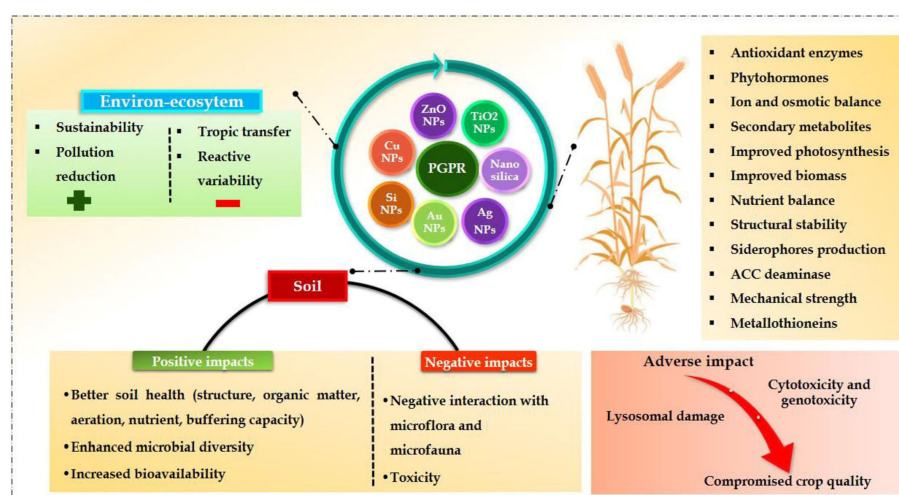 Environ-ecosytem
▪ Sustainability
▪ Pollution
reduction
▪ Tropic transfer
▪ Reactive
variability
ZnO
NPs
TiO2
NPs
Cu
NPs
PGPR
Nano
silica
Si
NPs
Au
NPs
Ag
NPs
▪ Antioxidant enzymes
▪ Phytohormones
▪ Ion and osmotic balance
▪ Secondary metabolites
▪ Improved photosynthesis
▪ Improved biomass
▪ Nutrient balance
▪ Structural stability
▪ Siderophores production
▪ ACC deaminase
▪ Mechanical strength
▪ Metallothioneins
Soil
Positive impacts
•Better soil health (structure, organic matter,
aeration, nutrient, buffering capacity)
•Enhanced microbial diversity
•Increased bioavailability
Negative impacts
•Negative interaction with
microflora and
microfauna
•Toxicity
Adverse impact
Cytotoxicity and
genotoxicity
Lysosomal damage
Compromised crop quality